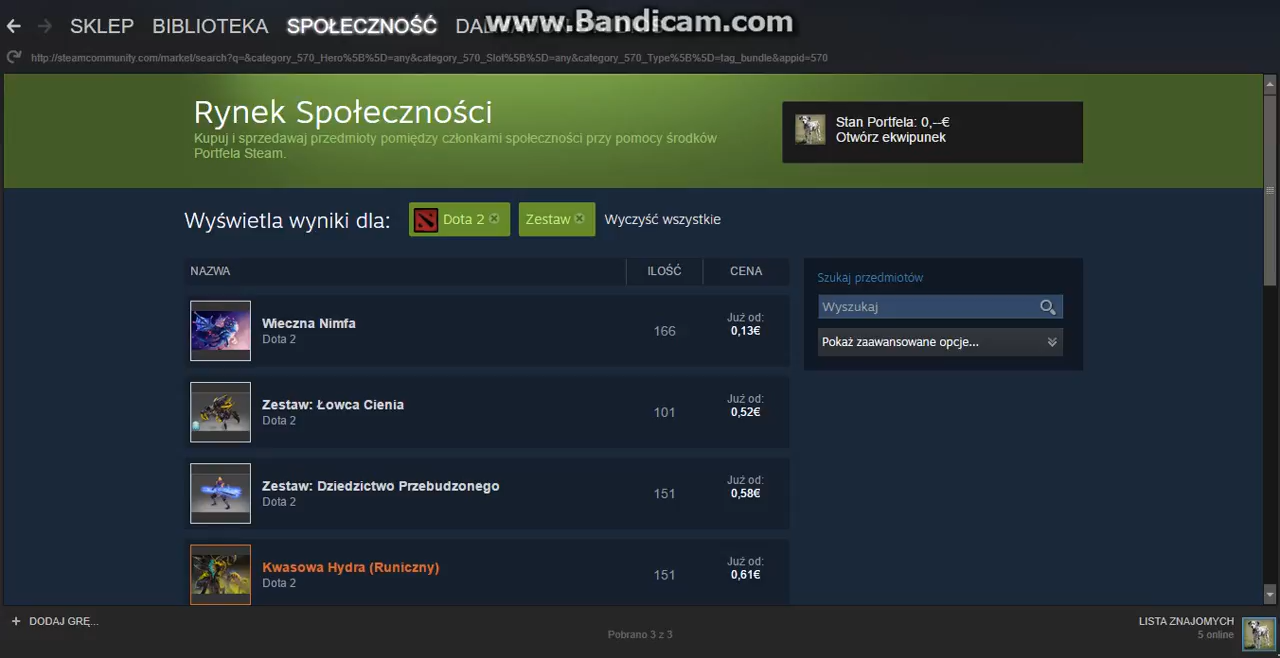 www.Bandicam.com
SKLEP BIBLIOTEKA SPOŁECZNOŚĆ
http://steamcommunity.com/market/search?q=&category_570_Hero%5B%5D=any&category_570_Slot%5B%5D=any&category_570_Type%5B%5D=tag_bundle&appid=570
Rynek Społeczności
Kupuj i sprzedawaj przedmioty pomiędzy członkami społeczności przy pomocy środków
Portfela Steam.
Stan Portfela: 0,--€
Otwórz ekwipunek
Wyświetla wyniki dla: Dota 2 Zestaw Wyczyść wszystkie
NAZWA ILOŚĆ CENA
Wieczna Nimfa
Dota 2
166
Już od:
0,13€
Zestaw: Łowca Cienia
Dota 2
101
Już od:
0,52€
Zestaw: Dziedzictwo Przebudzonego
Dota 2
151
Już od:
0,58€
Kwasowa Hydra (Runiczny)
Dota 2
151
Już od:
0,61€
Szukaj przedmiotów
Wyszukaj
Pokaż zaawansowane opcje...
+ DODAJ GRĘ...
Pobrano 3 z 3
LISTA ZNAJOMYCH
5 online